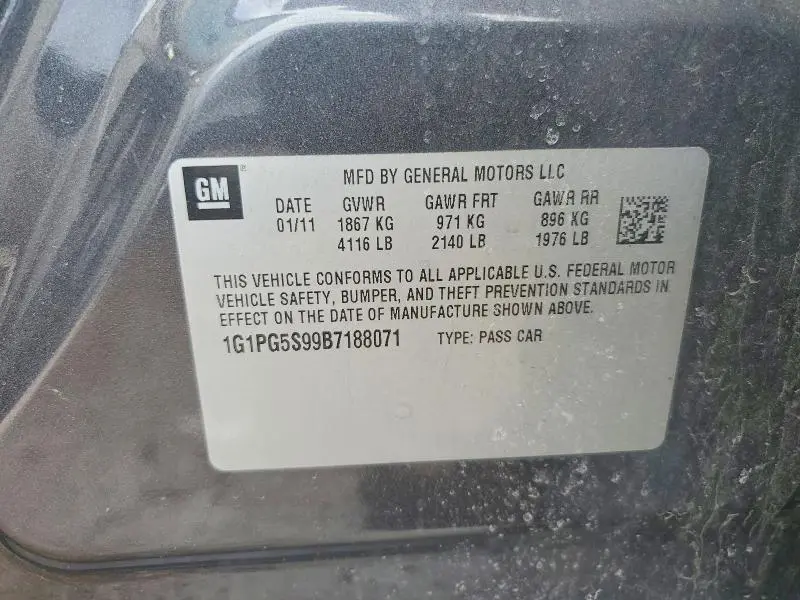 GM ®
MFD BY GENERAL MOTORS LLC
DATE GVWR GAWR FRT GAWR RR
01/11 1867 KG 971 KG 896 KG
4116 LB 2140 LB 1976 LB
THIS VEHICLE CONFORMS TO ALL APPLICABLE U.S. FEDERAL MOTOR
VEHICLE SAFETY, BUMPER, AND THEFT PREVENTION STANDARDS IN
EFFECT ON THE DATE OF MANUFACTURE SHOWN ABOVE.
1G1PG5S99B7188071 TYPE: PASS CAR